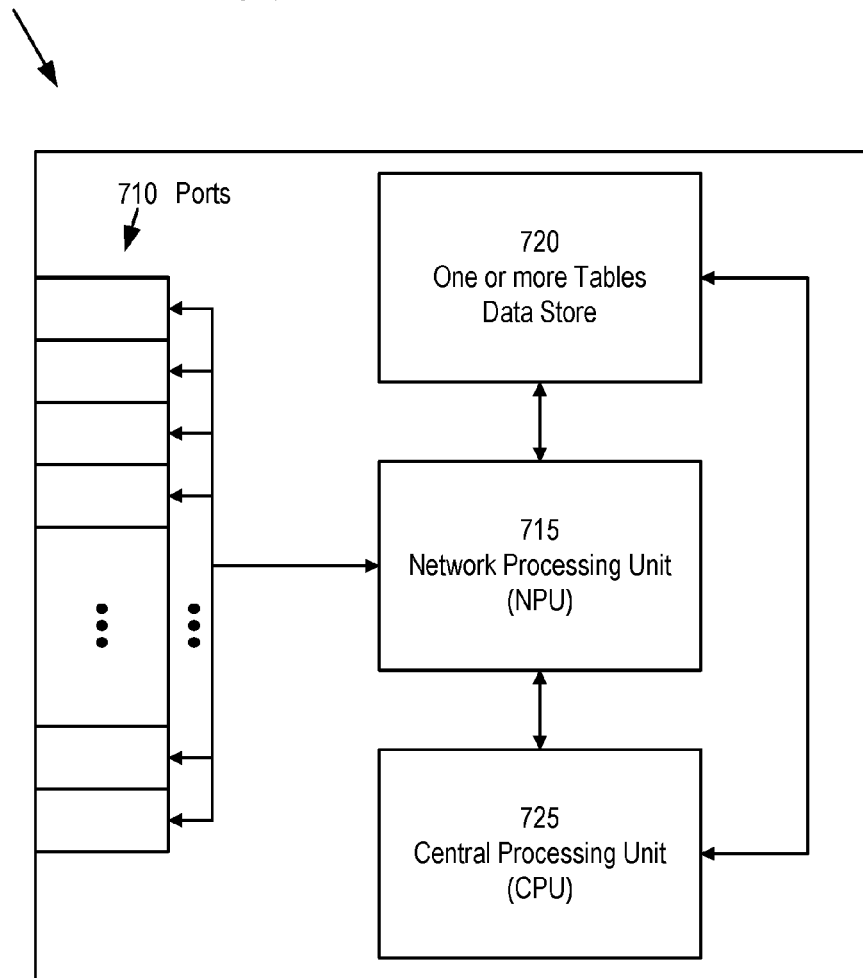 710 Ports
720
One or more Tables
Data Store
715
Network Processing Unit
(NPU)
725
Central Processing Unit
(CPU)